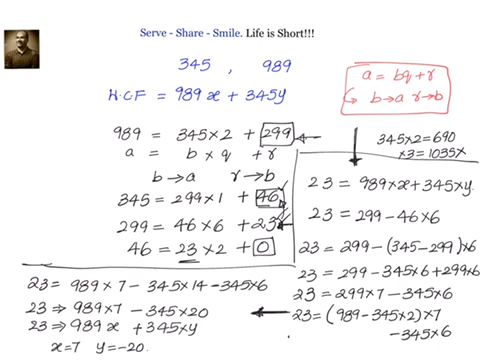 Serve - Share - Smile. Life is Short!!!
345 , 989
H.C.F = 989x + 345y
a = bq + r
↳ b→a r→b
989 = 345×2 + 299 ←
a = b × q + r
b→a r→b
345 = 299×1 + 46
299 = 46×6 + 23
46 = 23×2 + 0
345×2=690
×3=1035×
23 = 989×x+345×y
23 = 299-46×6
23 = 299-(345-299)×6
23 = 299-345×6+299×6
23 = 299×7-345×6
23 = (989-345×2)×7
-345×6
23 = 989×7 - 345×14 - 345×6
23 ⇒ 989×7 - 345×20 ←
23 ⇒ 989x + 345×y
x=7 y=-20.